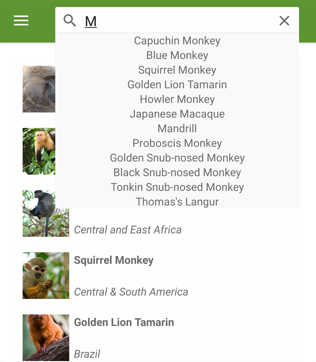 M
Capuchin Monkey
Blue Monkey
Squirrel Monkey
Golden Lion Tamarin
Howler Monkey
Japanese Macaque
Mandrill
Proboscis Monkey
Golden Snub-nosed Monkey
Black Snub-nosed Monkey
Tonkin Snub-nosed Monkey
Thomas's Langur
Central and East Africa
Squirrel Monkey
Central & South America
Golden Lion Tamarin
Brazil